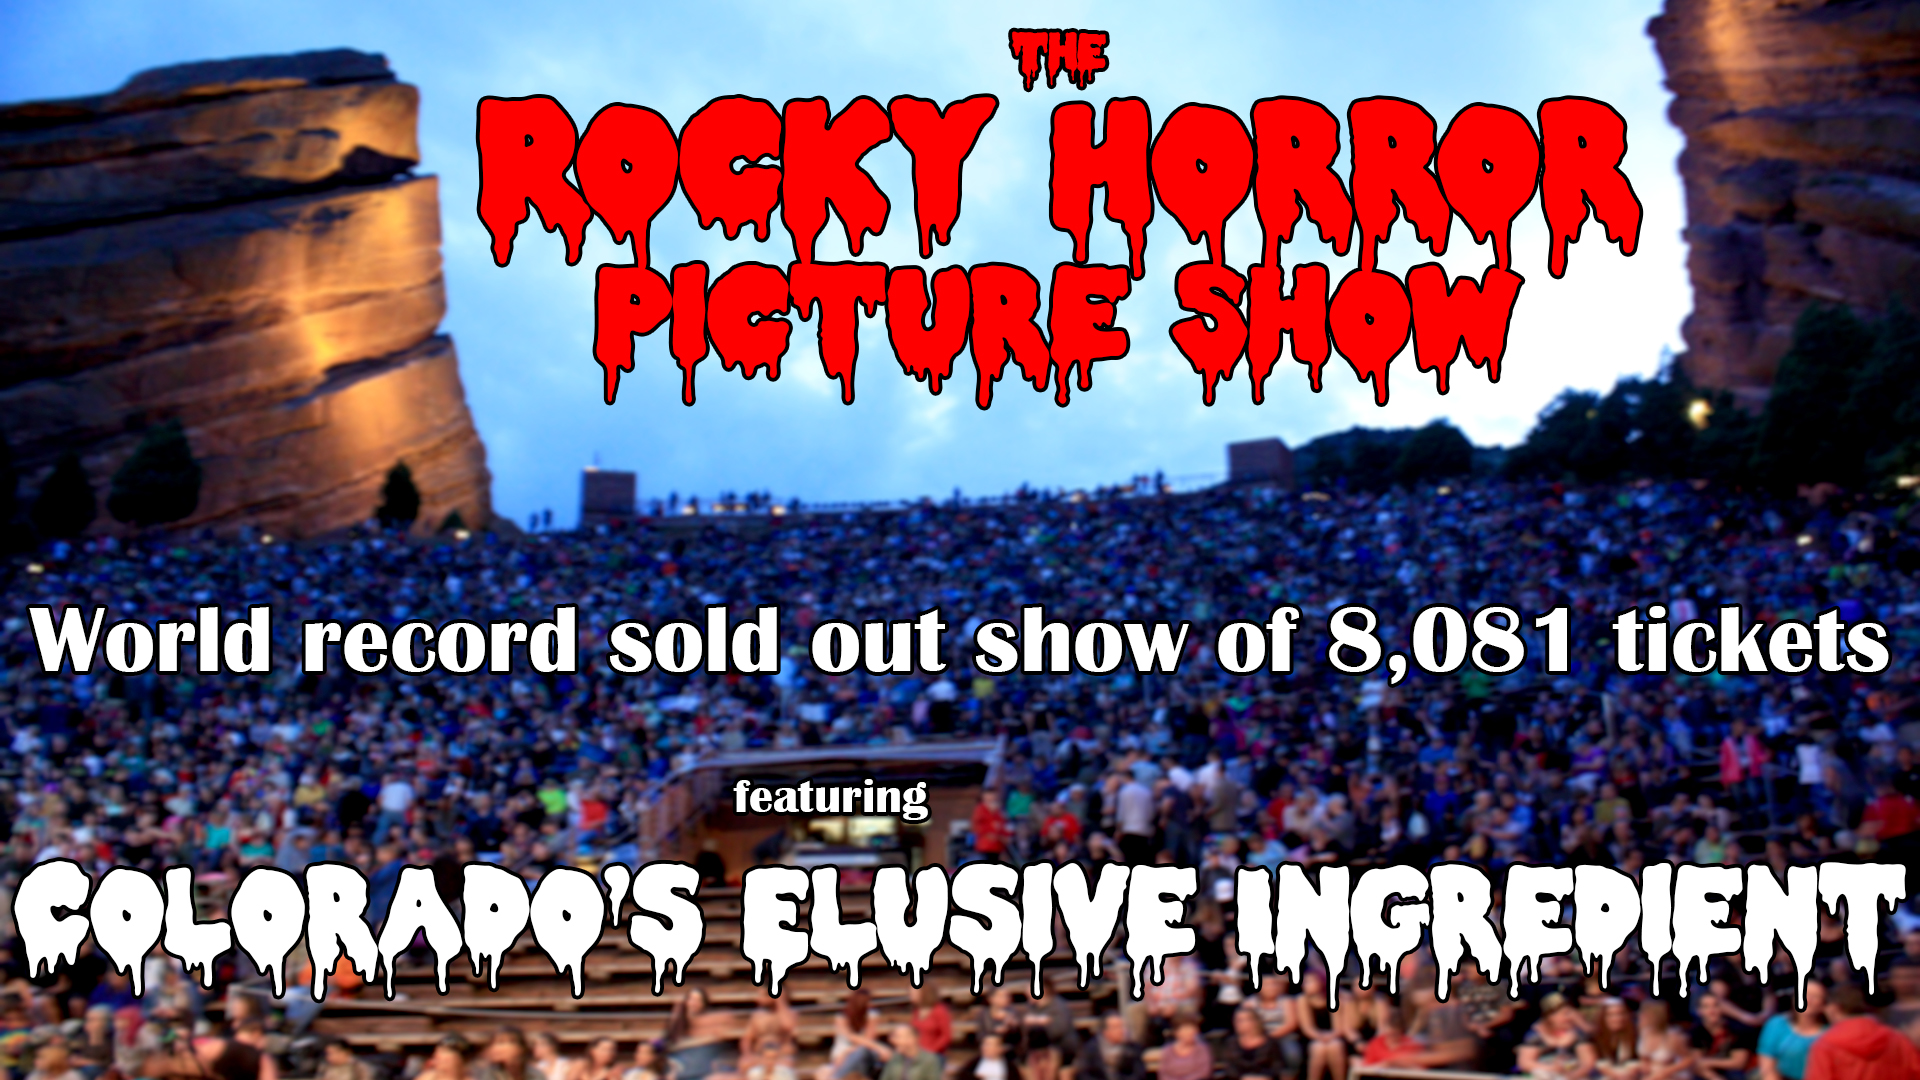 THE
ROCKY HORROR
PICTURE SHOW
World record sold out show of 8,081 tickets
featuring
COLORADO'S ELUSIVE INGREDIENT